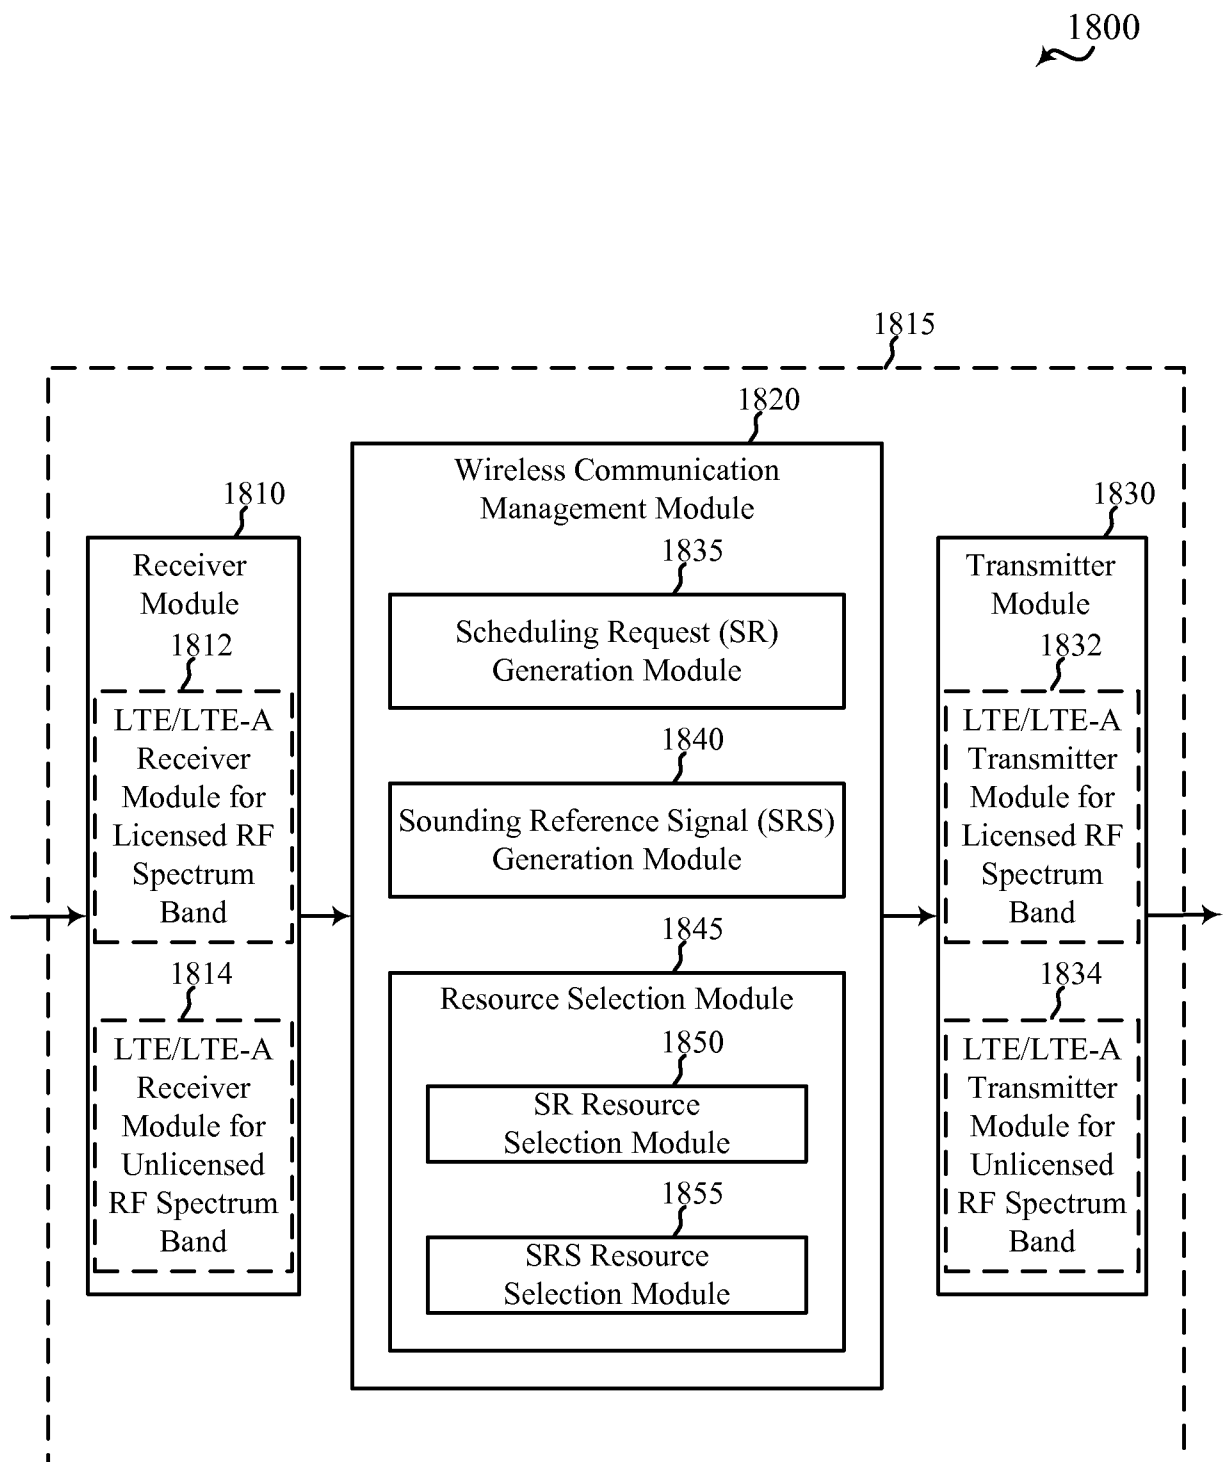 1800
1815
1820
Wireless Communication
Management Module
1810
Receiver
Module
1812
LTE/LTE-A
Receiver
Module for
Licensed RF
Spectrum
Band
1814
LTE/LTE-A
Receiver
Module for
Unlicensed
RF Spectrum
Band
1835
Scheduling Request (SR)
Generation Module
1840
Sounding Reference Signal (SRS)
Generation Module
1845
Resource Selection Module
1850
SR Resource
Selection Module
1855
SRS Resource
Selection Module
1830
Transmitter
Module
1832
LTE/LTE-A
Transmitter
Module for
Licensed RF
Spectrum
Band
1834
LTE/LTE-A
Transmitter
Module for
Unlicensed
RF Spectrum
Band